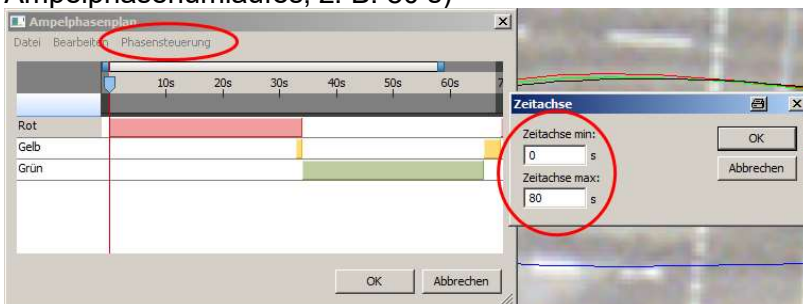 Ampelphasenumlaufes, z. B. 80 s)
Ampelphasenplan
Datei Bearbeiten Phasensteuerung
10s 20s 30s 40s 50s 60s 7
Rot
Gelb
Grün
OK Abbrechen
Zeitachse
Zeitachse min:
0 s
Zeitachse max:
80 s
OK
Abbrechen